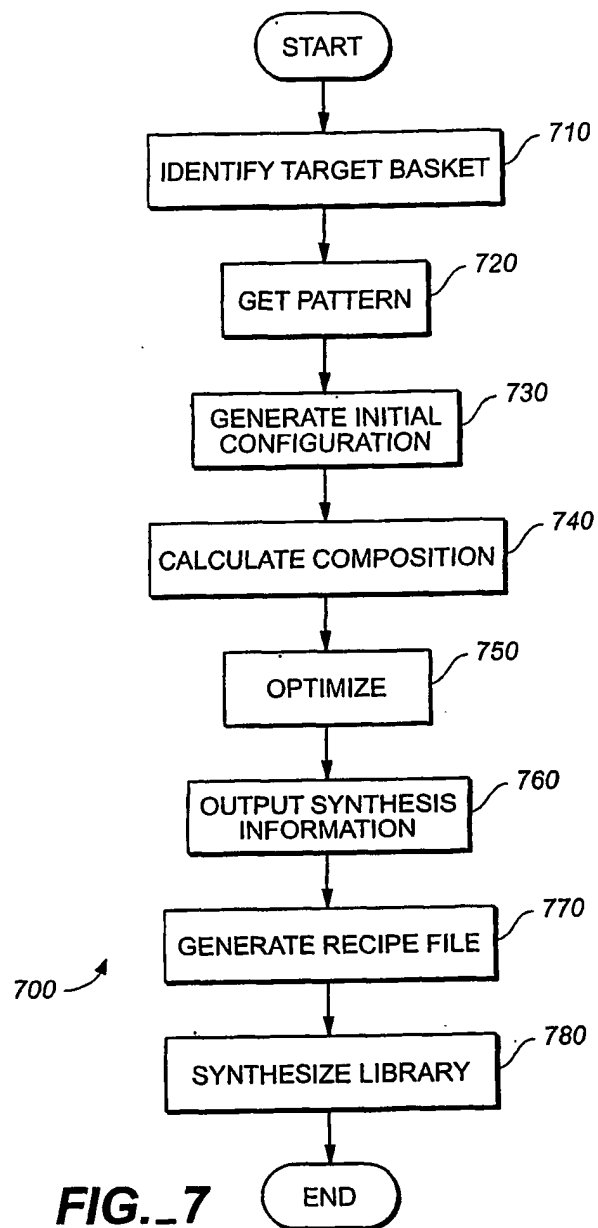 START
710
IDENTIFY TARGET BASKET
720
GET PATTERN
730
GENERATE INITIAL
CONFIGURATION
740
CALCULATE COMPOSITION
750
OPTIMIZE
760
OUTPUT SYNTHESIS
INFORMATION
770
GENERATE RECIPE FILE
700
780
SYNTHESIZE LIBRARY
END
FIG._7